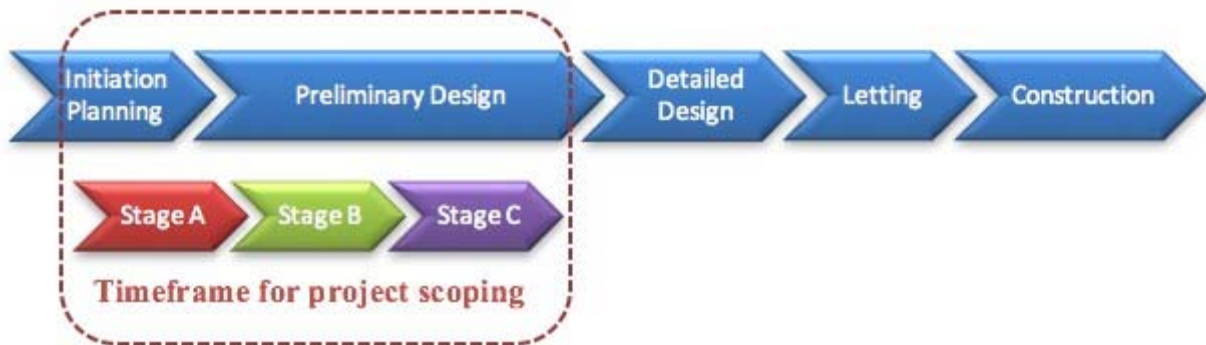 Initiation
Planning
Preliminary Design
Detailed
Design
Letting
Construction
Stage A
Stage B
Stage C
Timeframe for project scoping